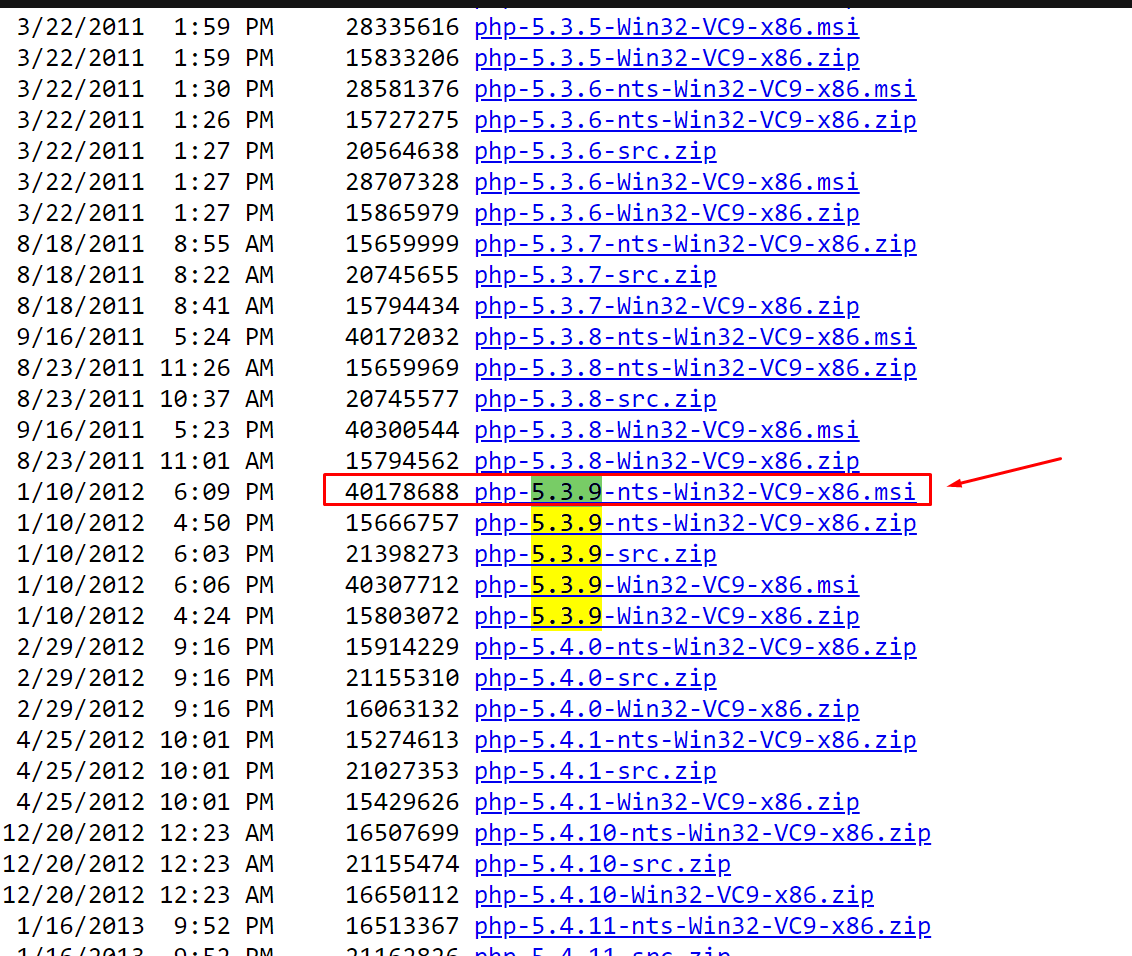 3/22/2011 1:59 PM 28335616 php-5.3.5-Win32-VC9-x86.msi
3/22/2011 1:59 PM 15833206 php-5.3.5-Win32-VC9-x86.zip
3/22/2011 1:30 PM 28581376 php-5.3.6-nts-Win32-VC9-x86.msi
3/22/2011 1:26 PM 15727275 php-5.3.6-nts-Win32-VC9-x86.zip
3/22/2011 1:27 PM 20564638 php-5.3.6-src.zip
3/22/2011 1:27 PM 28707328 php-5.3.6-Win32-VC9-x86.msi
3/22/2011 1:27 PM 15865979 php-5.3.6-Win32-VC9-x86.zip
8/18/2011 8:55 AM 15659999 php-5.3.7-nts-Win32-VC9-x86.zip
8/18/2011 8:22 AM 20745655 php-5.3.7-src.zip
8/18/2011 8:41 AM 15794434 php-5.3.7-Win32-VC9-x86.zip
9/16/2011 5:24 PM 40172032 php-5.3.8-nts-Win32-VC9-x86.msi
8/23/2011 11:26 AM 15659969 php-5.3.8-nts-Win32-VC9-x86.zip
8/23/2011 10:37 AM 20745577 php-5.3.8-src.zip
9/16/2011 5:23 PM 40300544 php-5.3.8-Win32-VC9-x86.msi
8/23/2011 11:01 AM 15794562 php-5.3.8-Win32-VC9-x86.zip
1/10/2012 6:09 PM 40178688 php-5.3.9-nts-Win32-VC9-x86.msi
1/10/2012 4:50 PM 15666757 php-5.3.9-nts-Win32-VC9-x86.zip
1/10/2012 6:03 PM 21398273 php-5.3.9-src.zip
1/10/2012 6:06 PM 40307712 php-5.3.9-Win32-VC9-x86.msi
1/10/2012 4:24 PM 15803072 php-5.3.9-Win32-VC9-x86.zip
2/29/2012 9:16 PM 15914229 php-5.4.0-nts-Win32-VC9-x86.zip
2/29/2012 9:16 PM 21155310 php-5.4.0-src.zip
2/29/2012 9:16 PM 16063132 php-5.4.0-Win32-VC9-x86.zip
4/25/2012 10:01 PM 15274613 php-5.4.1-nts-Win32-VC9-x86.zip
4/25/2012 10:01 PM 21027353 php-5.4.1-src.zip
4/25/2012 10:01 PM 15429626 php-5.4.1-Win32-VC9-x86.zip
12/20/2012 12:23 AM 16507699 php-5.4.10-nts-Win32-VC9-x86.zip
12/20/2012 12:23 AM 21155474 php-5.4.10-src.zip
12/20/2012 12:23 AM 16650112 php-5.4.10-Win32-VC9-x86.zip
1/16/2013 9:52 PM 16513367 php-5.4.11-nts-Win32-VC9-x86.zip
1/16/2013 9:52 PM 21162826 php-5.4.11-src.zip